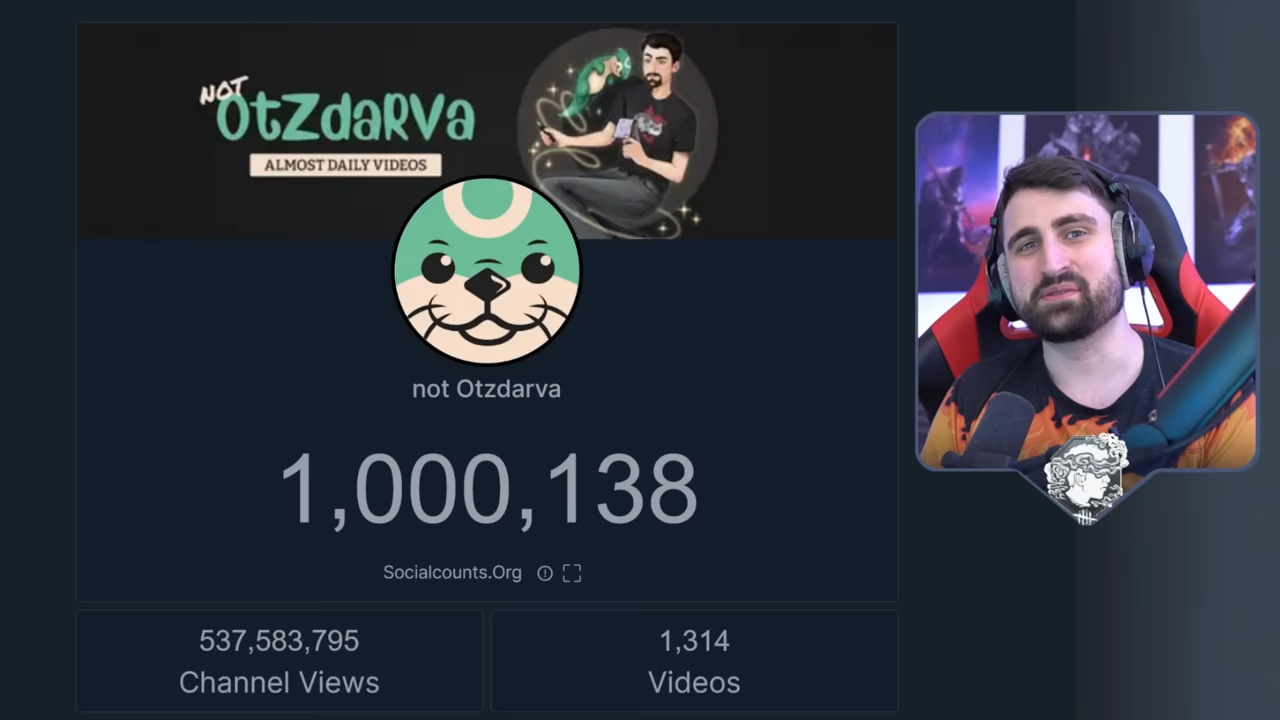 NOT
OtZdaRVa
ALMOST DAILY VIDEOS
not Otzdarva
1,000,138
Socialcounts.Org
537,583,795
Channel Views
1,314
Videos